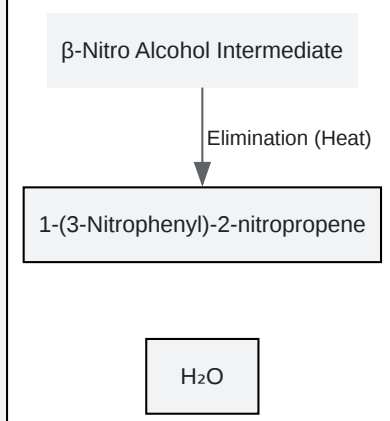 β-Nitro Alcohol Intermediate
Elimination (Heat)
1-(3-Nitrophenyl)-2-nitropropene
H₂O